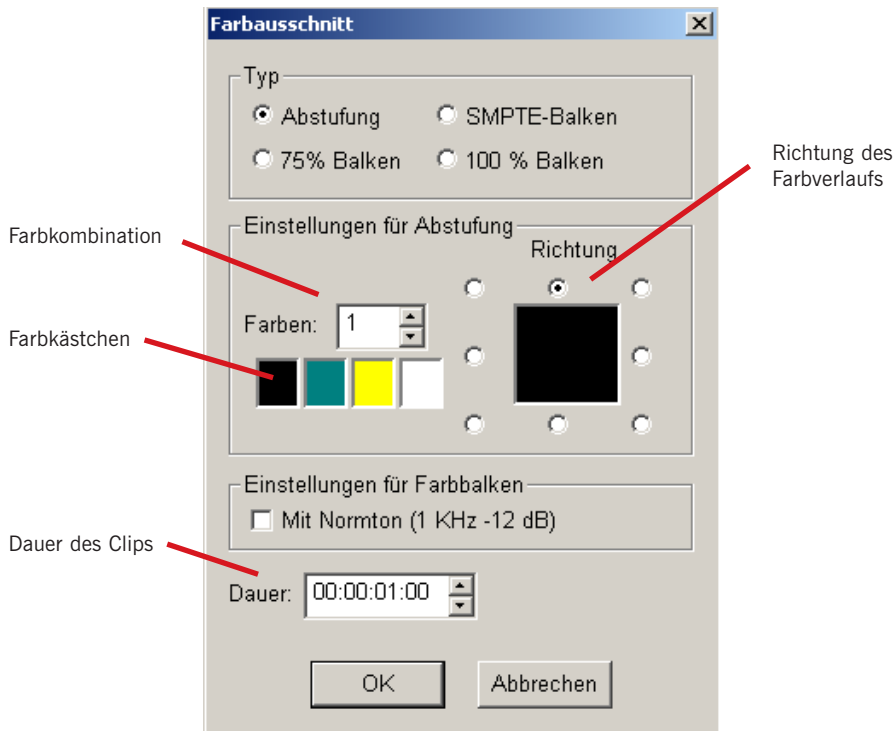 Farbausschnitt
Typ
Abstufung
SMPTE-Balken
75% Balken
100 % Balken
Richtung des
Farbverlaufs
Farbkombination
Einstellungen für Abstufung
Richtung
Farben: 1
Farbkästchen
Einstellungen für Farbbalken
Mit Normton (1 KHz -12 dB)
Dauer des Clips
Dauer: 00:00:01:00
OK
Abbrechen